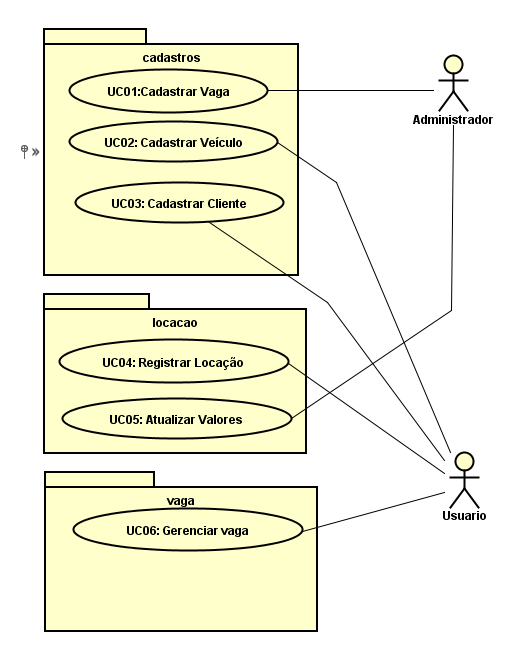 cadastros
UC01:Cadastrar Vaga
Administrador
UC02: Cadastrar Veículo
UC03: Cadastrar Cliente
locacao
UC04: Registrar Locação
UC05: Atualizar Valores
vaga
Usuario
UC06: Gerenciar vaga